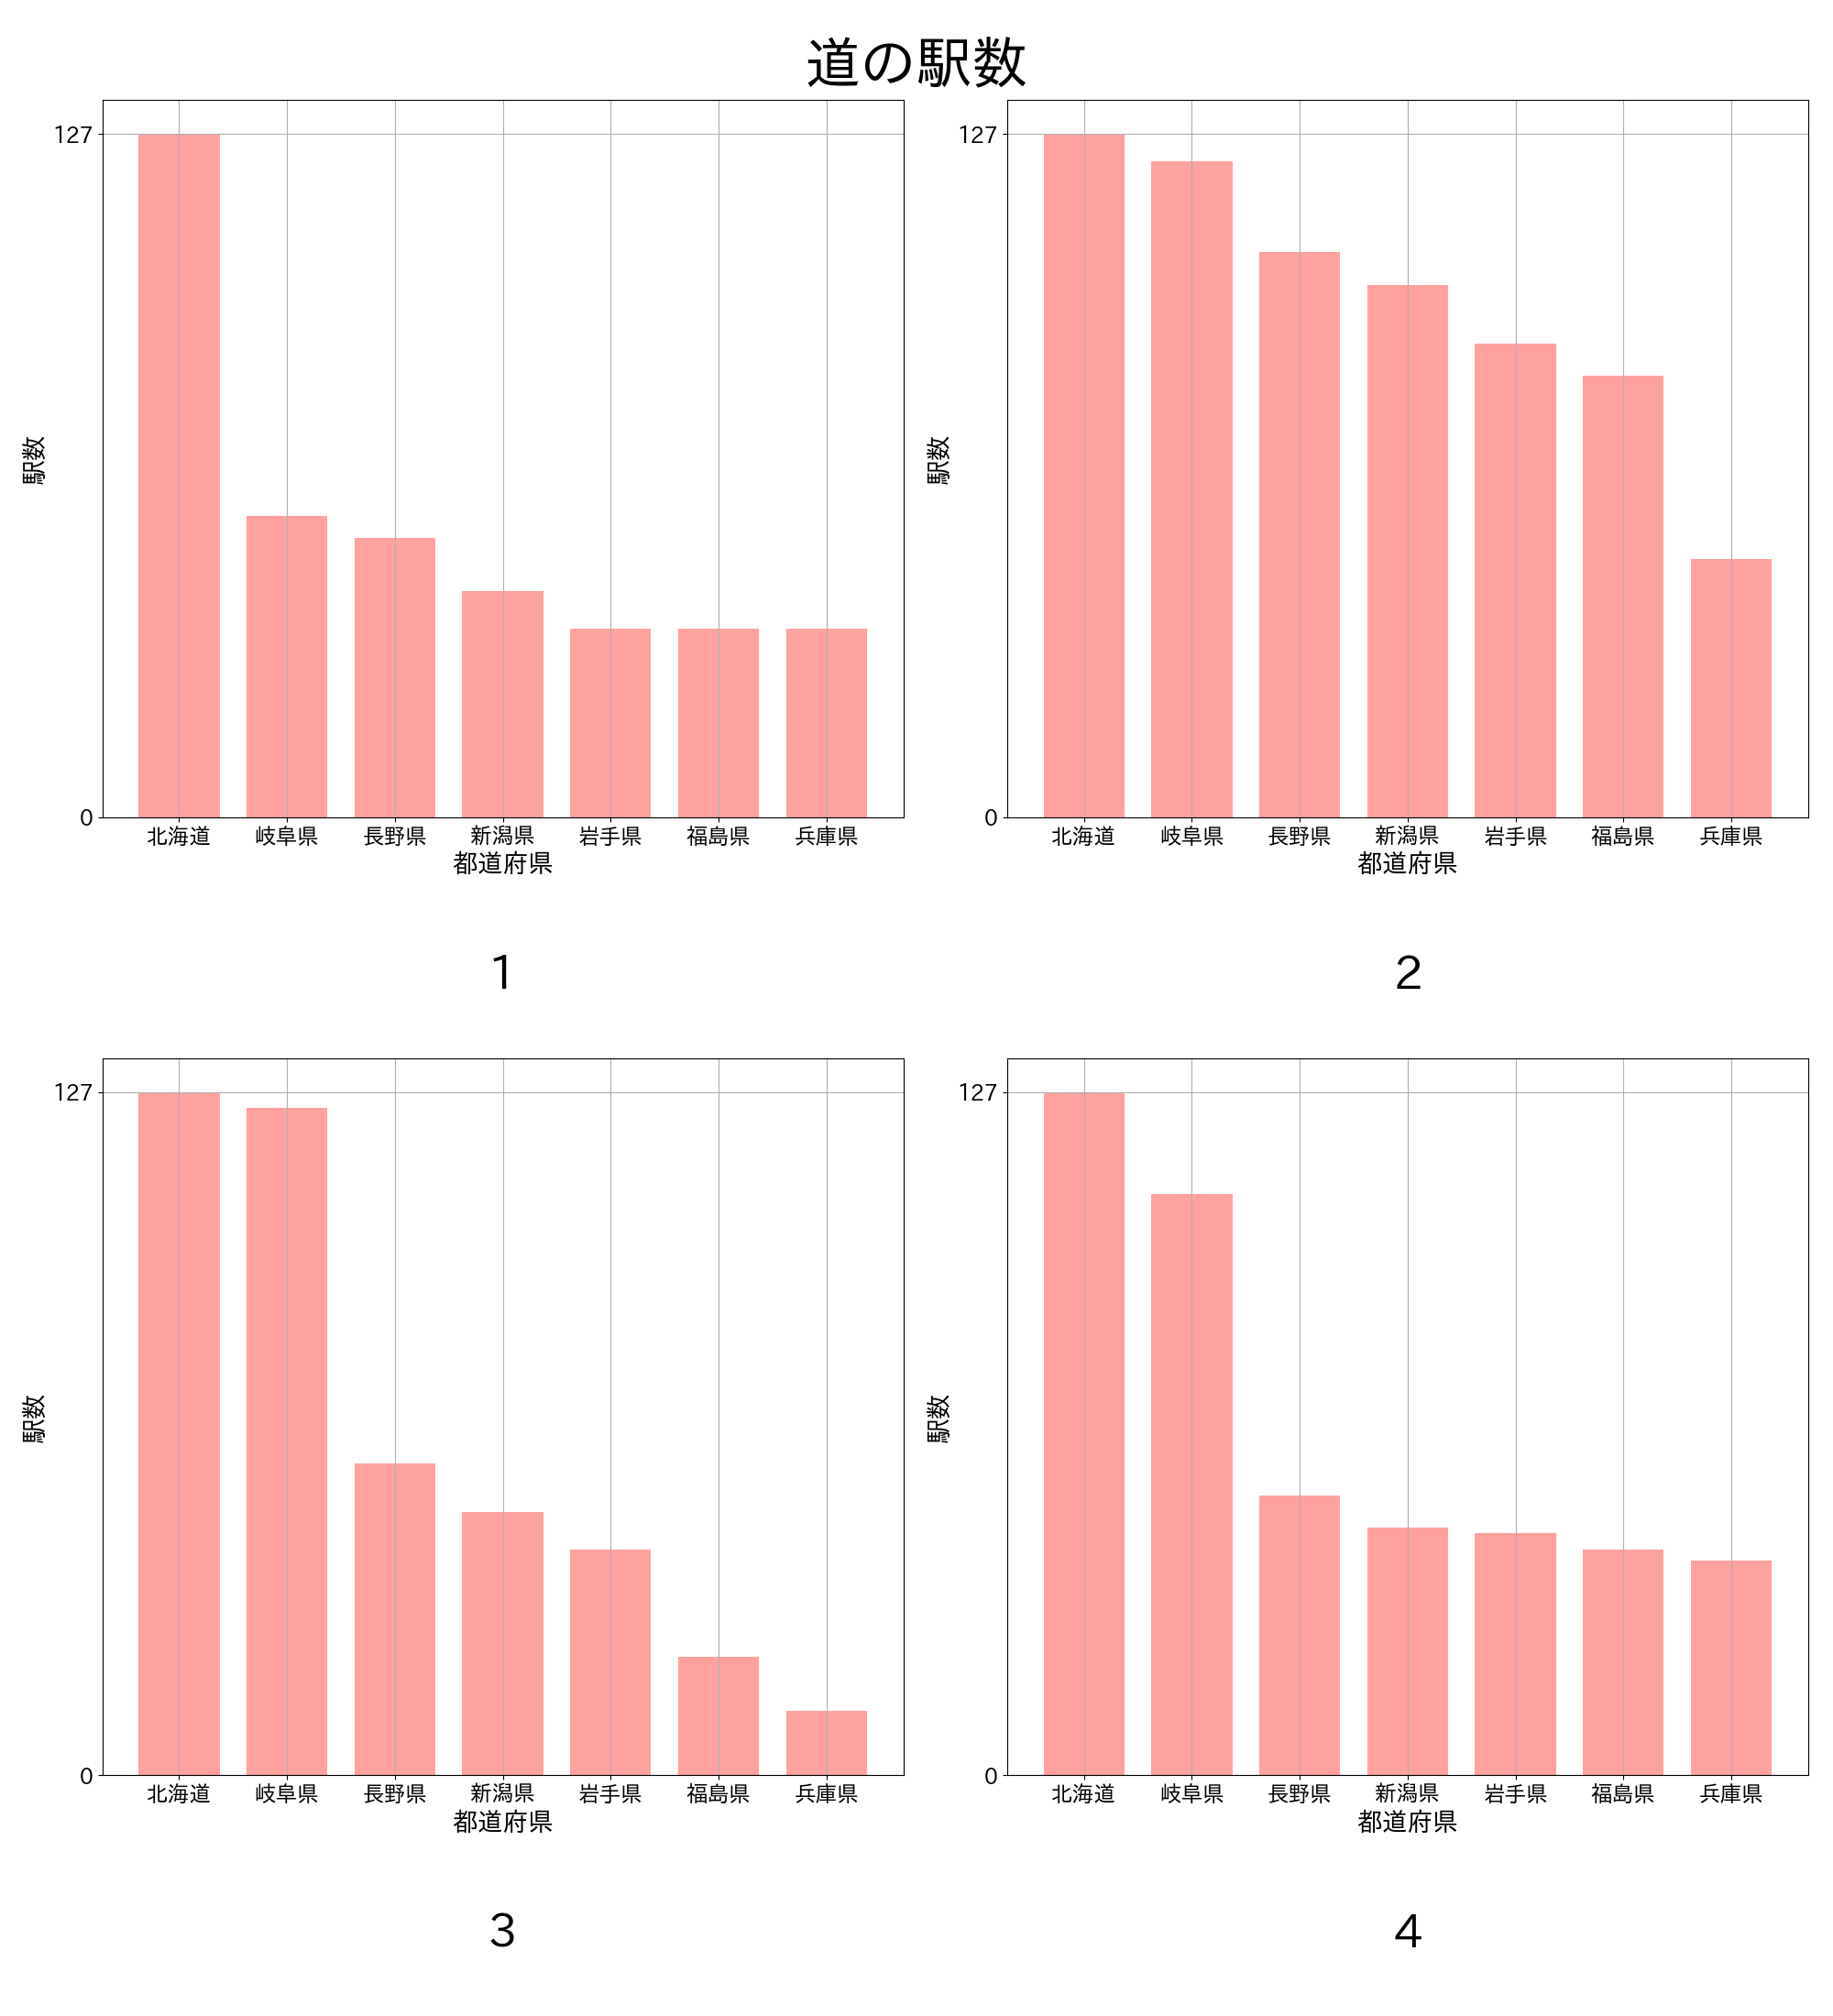 道の駅数
127
0
駅数
北海道 岐阜県 長野県 新潟県 岩手県 福島県 兵庫県
都道府県
1
127
0
駅数
北海道 岐阜県 長野県 新潟県 岩手県 福島県 兵庫県
都道府県
2
127
0
駅数
北海道 岐阜県 長野県 新潟県 岩手県 福島県 兵庫県
都道府県
3
127
0
駅数
北海道 岐阜県 長野県 新潟県 岩手県 福島県 兵庫県
都道府県
4